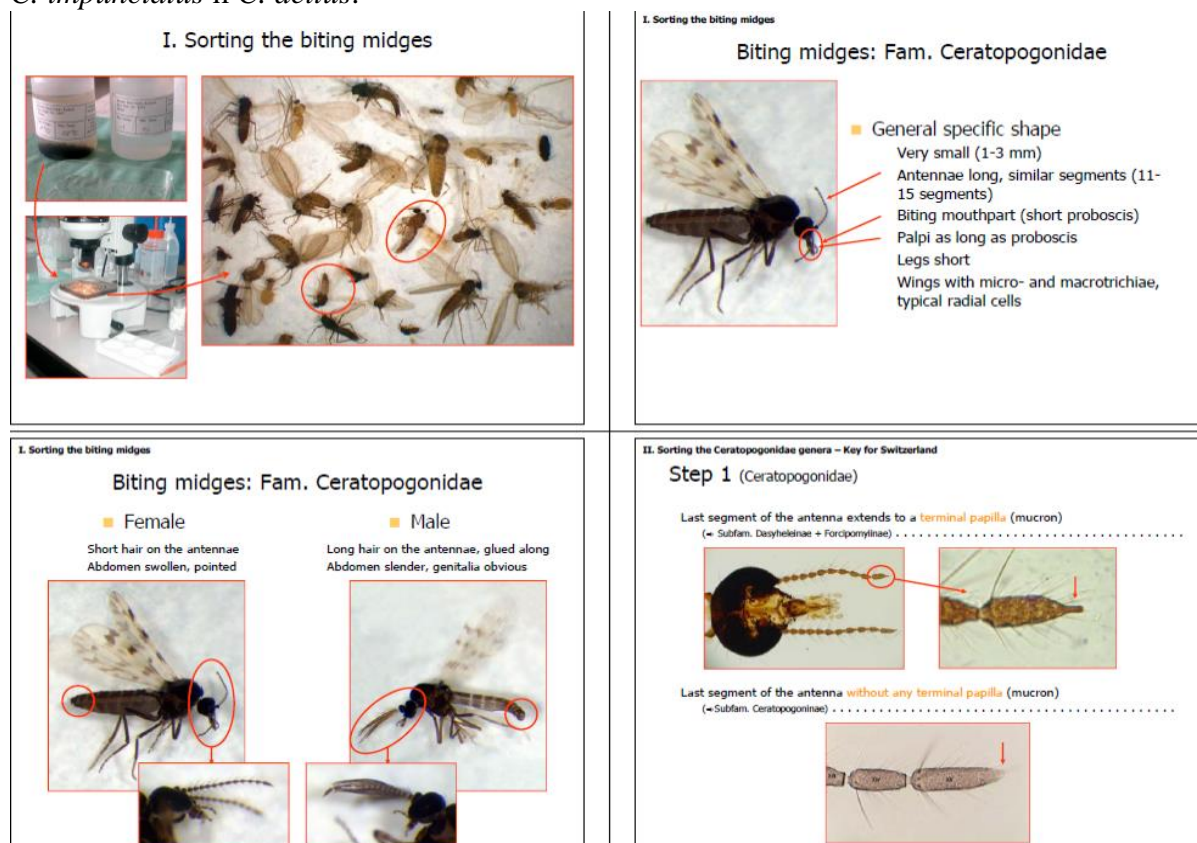 C. impunctatus и C. actius.
I. Sorting the biting midges
I. Sorting the biting midges
Biting midges: Fam. Ceratopogonidae
General specific shape
Very small (1-3 mm)
Antennae long, similar segments (11-
15 segments)
Biting mouthpart (short proboscis)
Palpi as long as proboscis
Legs short
Wings with micro- and macrotrichiae,
typical radial cells
I. Sorting the biting midges
Biting midges: Fam. Ceratopogonidae
Female
Short hair on the antennae
Abdomen swollen, pointed
Male
Long hair on the antennae, glued along
Abdomen slender, genitalia obvious
II. Sorting the Ceratopogonidae genera – Key for Switzerland
Step 1 (Ceratopogonidae)
Last segment of the antenna extends to a terminal papilla (mucron)
(➨ Subfam. Dasyheleinae + Forcipomyiinae) . . . . . . . . . . . . . . . . . . . . . . . . . . . . . . . . . . . . . .
Last segment of the antenna without any terminal papilla (mucron)
(➨ Subfam. Ceratopogoninae) . . . . . . . . . . . . . . . . . . . . . . . . . . . . . . . . . . . . . . . . . . . . . .